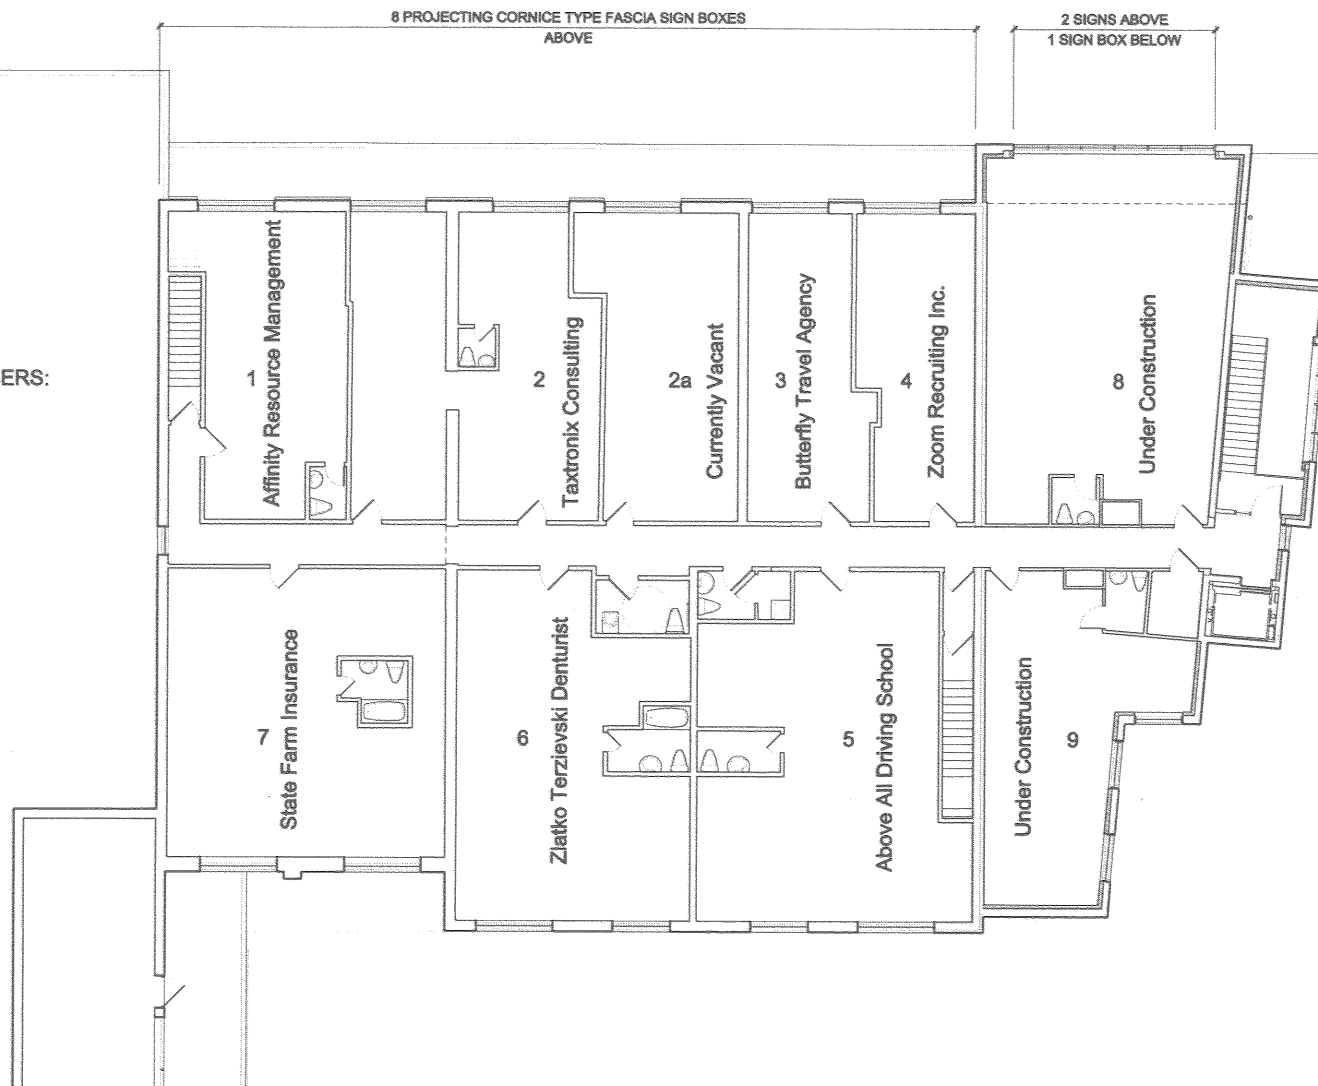 8 PROJECTING CORNICE TYPE FASCIA SIGN BOXES
ABOVE
2 SIGNS ABOVE
1 SIGN BOX BELOW
ERS:
1
Affinity Resource Management
2
Taxtronix Consulting
2a
Currently Vacant
3
Butterfly Travel Agency
4
Zoom Recruiting Inc.
8
Under Construction
7
State Farm Insurance
6
Zlatko Terzievski Denturist
5
Above All Driving School
9
Under Construction